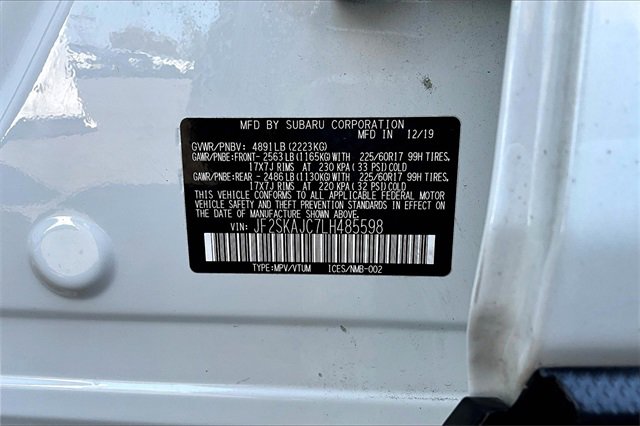 MFD BY SUBARU CORPORATION
MFD IN 12/19
GVWR/PNBV: 4891LB (2223KG)
GAWR/PNBE:FRONT- 2563 LB (1165KG) WITH 225/60R17 99H TIRES,
17X7J RIMS AT 230 KPA (33 PSI) COLD
GAWR/PNBE:REAR - 2486 LB (1130KG) WITH 225/60R17 99H TIRES,
17X7J RIMS AT 220 KPA (32 PSI) COLD
THIS VEHICLE CONFORMS TO ALL APPLICABLE FEDERAL MOTOR
VEHICLE SAFETY AND THEFT PREVENTION STANDARDS IN EFFECT
ON THE DATE OF MANUFACTURE SHOWN ABOVE.
VIN: JF2SKAJC7LH485598
TYPE:MPV/VTUM ICES/NMB-002